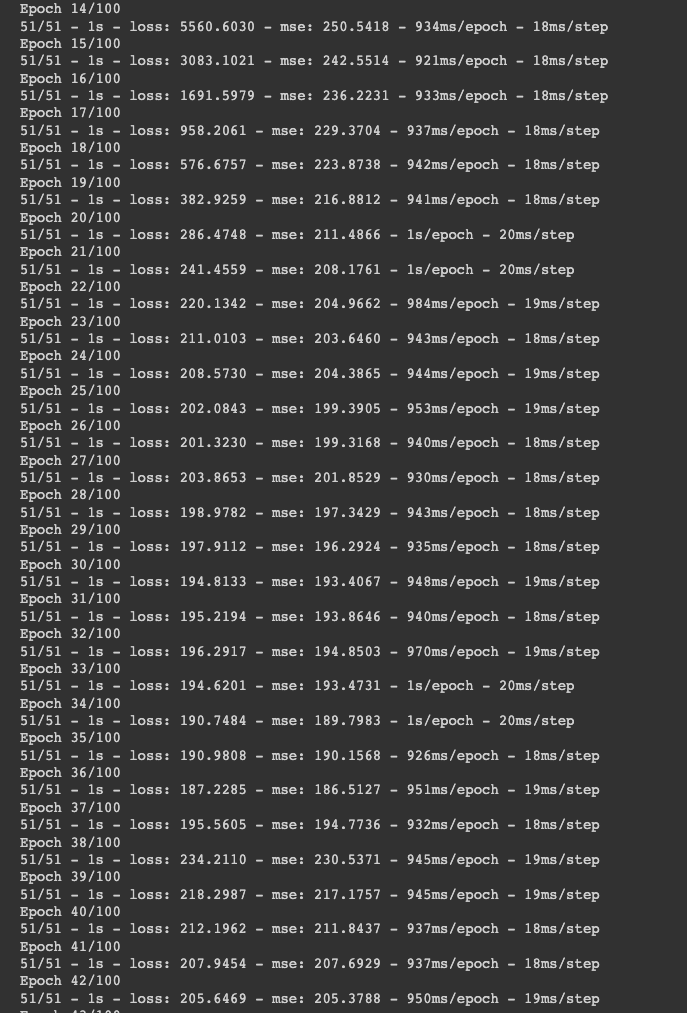 Epoch 14/100
51/51 - 1s - loss: 5560.6030 - mse: 250.5418 - 934ms/epoch - 18ms/step
Epoch 15/100
51/51 - 1s - loss: 3083.1021 - mse: 242.5514 - 921ms/epoch - 18ms/step
Epoch 16/100
51/51 - 1s - loss: 1691.5979 - mse: 236.2231 - 933ms/epoch - 18ms/step
Epoch 17/100
51/51 - 1s - loss: 958.2061 - mse: 229.3704 - 937ms/epoch - 18ms/step
Epoch 18/100
51/51 - 1s - loss: 576.6757 - mse: 223.8738 - 942ms/epoch - 18ms/step
Epoch 19/100
51/51 - 1s - loss: 382.9259 - mse: 216.8812 - 941ms/epoch - 18ms/step
Epoch 20/100
51/51 - 1s - loss: 286.4748 - mse: 211.4866 - 1s/epoch - 20ms/step
Epoch 21/100
51/51 - 1s - loss: 241.4559 - mse: 208.1761 - 1s/epoch - 20ms/step
Epoch 22/100
51/51 - 1s - loss: 220.1342 - mse: 204.9662 - 984ms/epoch - 19ms/step
Epoch 23/100
51/51 - 1s - loss: 211.0103 - mse: 203.6460 - 943ms/epoch - 18ms/step
Epoch 24/100
51/51 - 1s - loss: 208.5730 - mse: 204.3865 - 944ms/epoch - 19ms/step
Epoch 25/100
51/51 - 1s - loss: 202.0843 - mse: 199.3905 - 953ms/epoch - 19ms/step
Epoch 26/100
51/51 - 1s - loss: 201.3230 - mse: 199.3168 - 940ms/epoch - 18ms/step
Epoch 27/100
51/51 - 1s - loss: 203.8653 - mse: 201.8529 - 930ms/epoch - 18ms/step
Epoch 28/100
51/51 - 1s - loss: 198.9782 - mse: 197.3429 - 943ms/epoch - 18ms/step
Epoch 29/100
51/51 - 1s - loss: 197.9112 - mse: 196.2924 - 935ms/epoch - 18ms/step
Epoch 30/100
51/51 - 1s - loss: 194.8133 - mse: 193.4067 - 948ms/epoch - 19ms/step
Epoch 31/100
51/51 - 1s - loss: 195.2194 - mse: 193.8646 - 940ms/epoch - 18ms/step
Epoch 32/100
51/51 - 1s - loss: 196.2917 - mse: 194.8503 - 970ms/epoch - 19ms/step
Epoch 33/100
51/51 - 1s - loss: 194.6201 - mse: 193.4731 - 1s/epoch - 20ms/step
Epoch 34/100
51/51 - 1s - loss: 190.7484 - mse: 189.7983 - 1s/epoch - 20ms/step
Epoch 35/100
51/51 - 1s - loss: 190.9808 - mse: 190.1568 - 926ms/epoch - 18ms/step
Epoch 36/100
51/51 - 1s - loss: 187.2285 - mse: 186.5127 - 951ms/epoch - 19ms/step
Epoch 37/100
51/51 - 1s - loss: 195.5605 - mse: 194.7736 - 932ms/epoch - 18ms/step
Epoch 38/100
51/51 - 1s - loss: 234.2110 - mse: 230.5371 - 945ms/epoch - 19ms/step
Epoch 39/100
51/51 - 1s - loss: 218.2987 - mse: 217.1757 - 945ms/epoch - 19ms/step
Epoch 40/100
51/51 - 1s - loss: 212.1962 - mse: 211.8437 - 937ms/epoch - 18ms/step
Epoch 41/100
51/51 - 1s - loss: 207.9454 - mse: 207.6929 - 937ms/epoch - 18ms/step
Epoch 42/100
51/51 - 1s - loss: 205.6469 - mse: 205.3788 - 950ms/epoch - 19ms/step